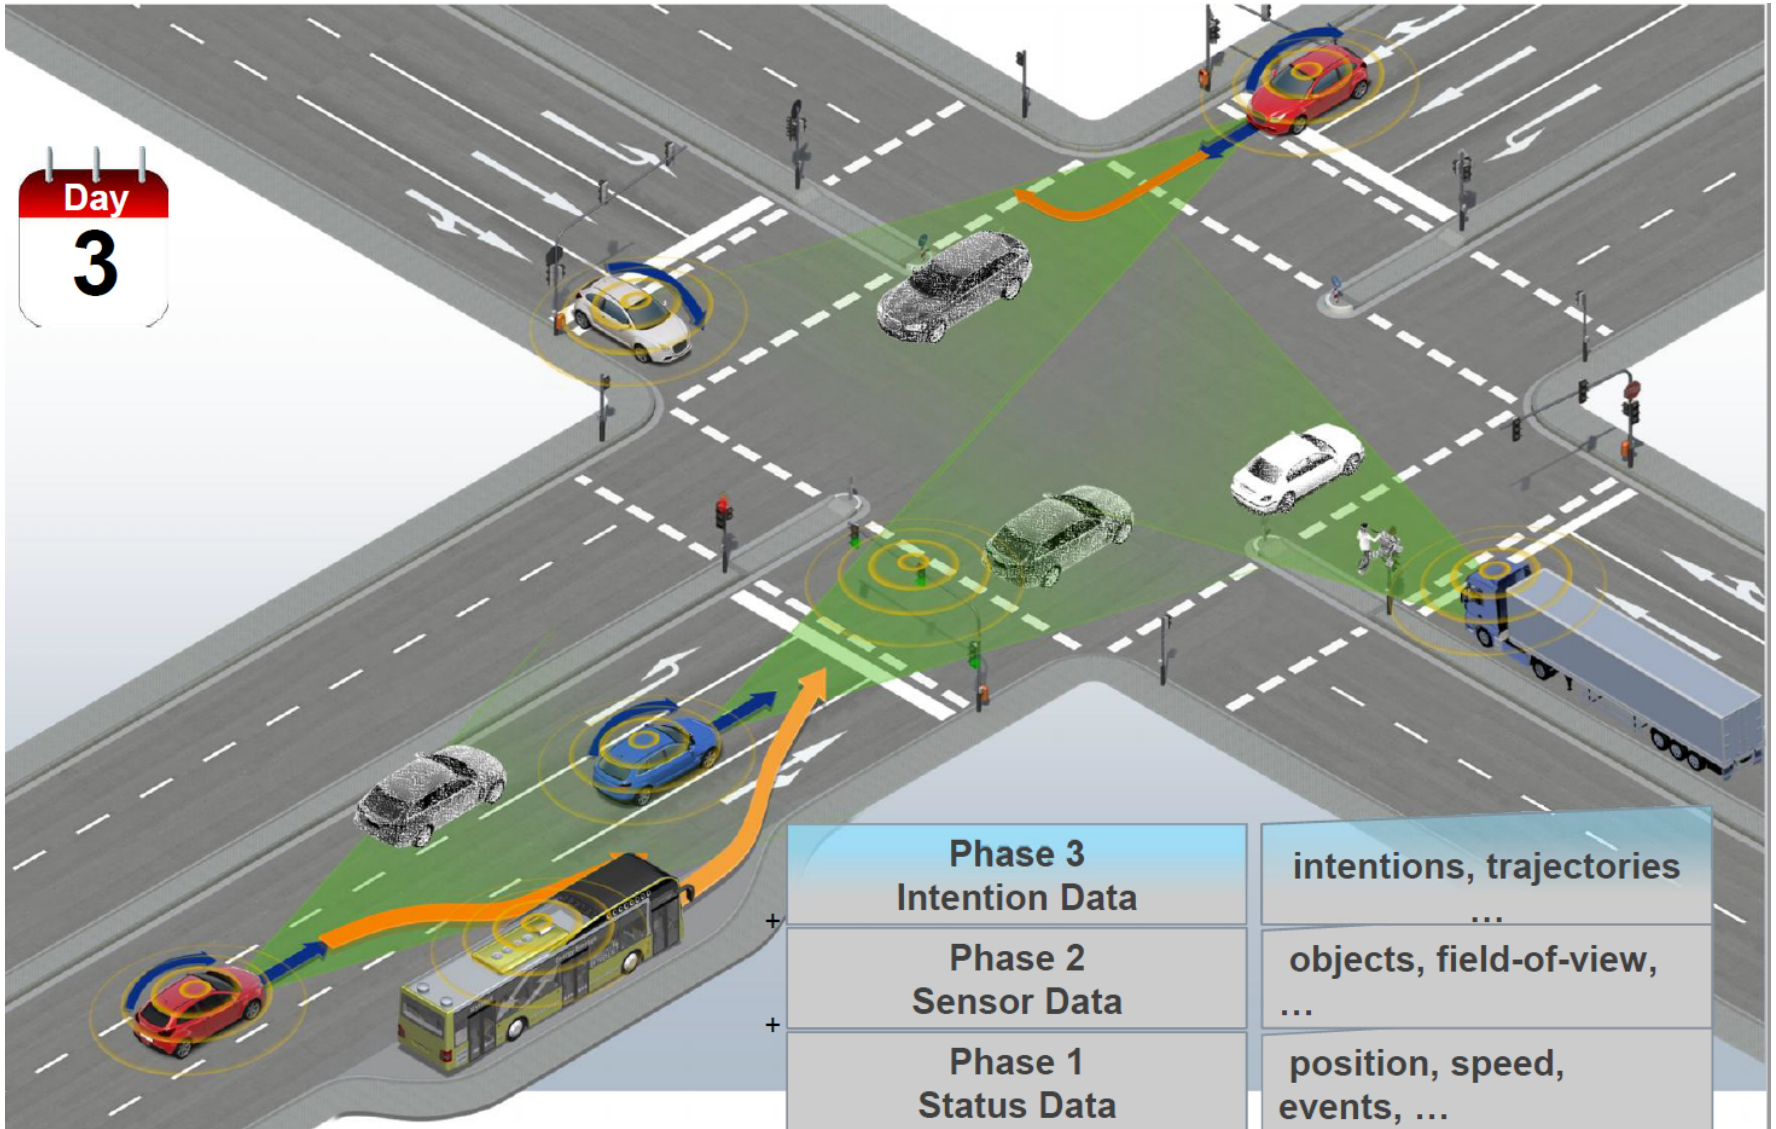 Day
3
Phase 3
Intention Data
intentions, trajectories
...
+
Phase 2
Sensor Data
objects, field-of-view,
...
+
Phase 1
Status Data
position, speed,
events, ...